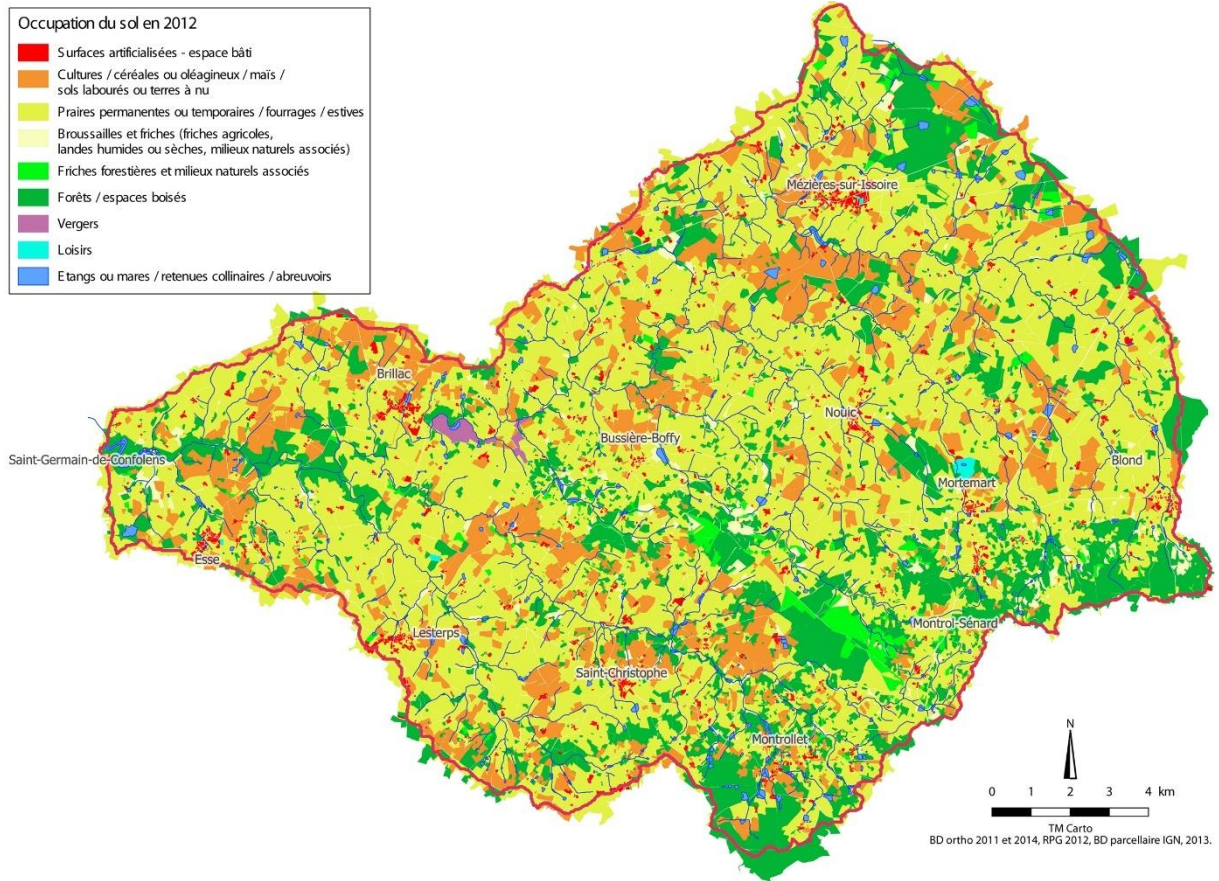 Occupation du sol en 2012
Surfaces artificialisées - espace bâti
Cultures / céréales ou oléagineux / maïs /
sols labourés ou terres à nu
Praires permanentes ou temporaires / fourrages / estives
Broussailles et friches (friches agricoles,
landes humides ou sèches, milieux naturels associés)
Friches forestières et milieux naturels associés
Forêts / espaces boisés
Vergers
Loisirs
Etangs ou mares / retenues collinaires / abreuvoirs
Mézières-sur-Issoire
Brillac
Nouic
Bussière-Boffy
Saint-Germain-de-Confolens
Blond
Mortemart
Esse
Montrol-Sénard
Lesterps
Saint-Christophe
Montrollet
N
0 1 2 3 4 km
TM Carto
BD ortho 2011 et 2014, RPG 2012, BD parcellaire IGN, 2013.